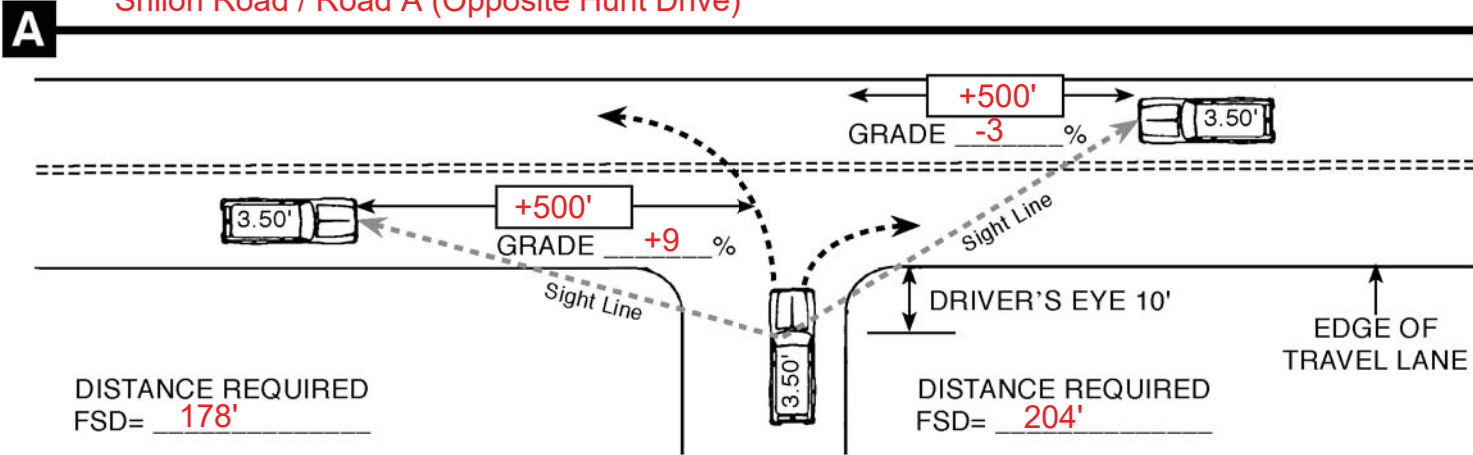 Shiloh Road / Road A (Opposite Hunt Drive)
A
+500'
GRADE -3 %
3.50'
3.50'
+500'
GRADE +9 %
Sight Line
Sight Line
DRIVER'S EYE 10'
3.50'
EDGE OF
TRAVEL LANE
DISTANCE REQUIRED
FSD= 178'
DISTANCE REQUIRED
FSD= 204'